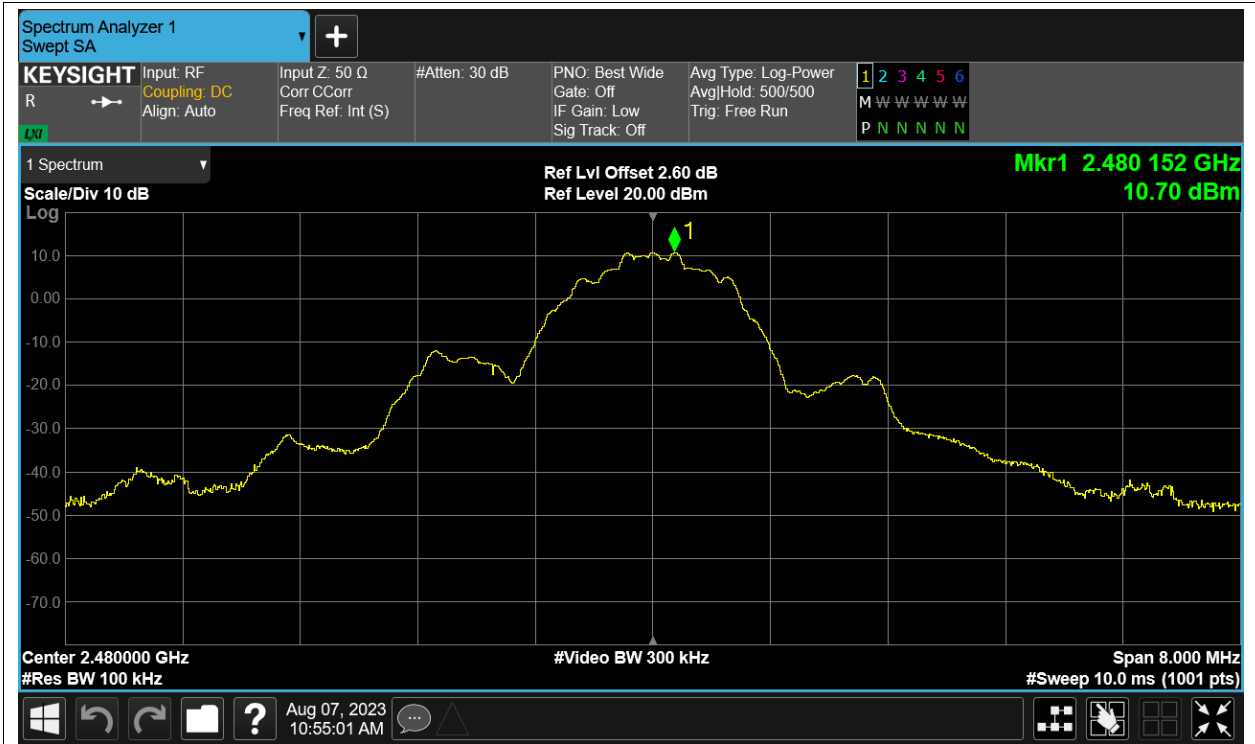 Spectrum Analyzer 1
Swept SA
KEYSIGHT
R
LXI
Input: RF
Coupling: DC
Align: Auto
Input Z: 50 Ω
Corr CCorr
Freq Ref: Int (S)
#Atten: 30 dB
PNO: Best Wide
Gate: Off
IF Gain: Low
Sig Track: Off
Avg Type: Log-Power
Avg|Hold: 500/500
Trig: Free Run
1 2 3 4 5 6
M W W W W W
P N N N N N
1 Spectrum
Scale/Div 10 dB
Log
Ref Lvl Offset 2.60 dB
Ref Level 20.00 dBm
Mkr1 2.480 152 GHz
10.70 dBm
1
10.0
0.00
-10.0
-20.0
-30.0
-40.0
-50.0
-60.0
-70.0
Center 2.480000 GHz
#Res BW 100 kHz
#Video BW 300 kHz
Span 8.000 MHz
#Sweep 10.0 ms (1001 pts)
?
Aug 07, 2023
10:55:01 AM